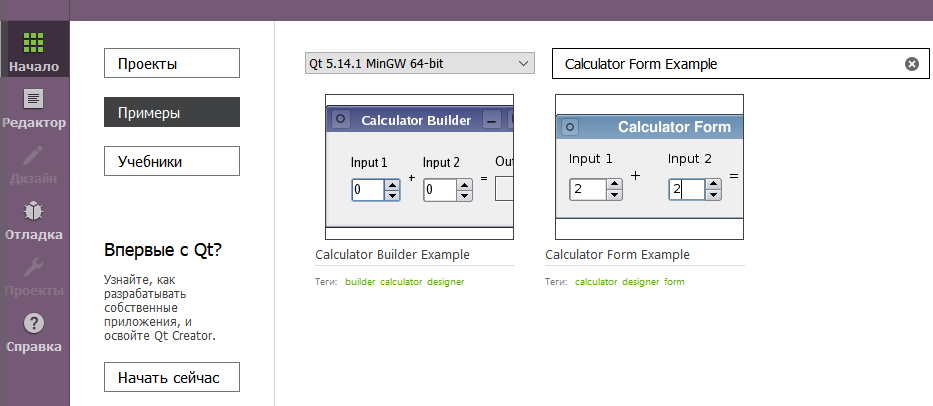 Начало
Редактор
Дизайн
Отладка
Проекты
Справка
Проекты
Примеры
Учебники
Впервые с Qt?
Узнайте, как
разрабатывать
собственные
приложения, и
освойте Qt Creator.
Начать сейчас
Qt 5.14.1 MinGW 64-bit
Calculator Form Example
Calculator Builder
Input 1 Input 2 Out
0 + 0 =
Calculator Builder Example
Теги: builder calculator designer
Calculator Form
Input 1 Input 2
2 + 2 =
Calculator Form Example
Теги: calculator designer form